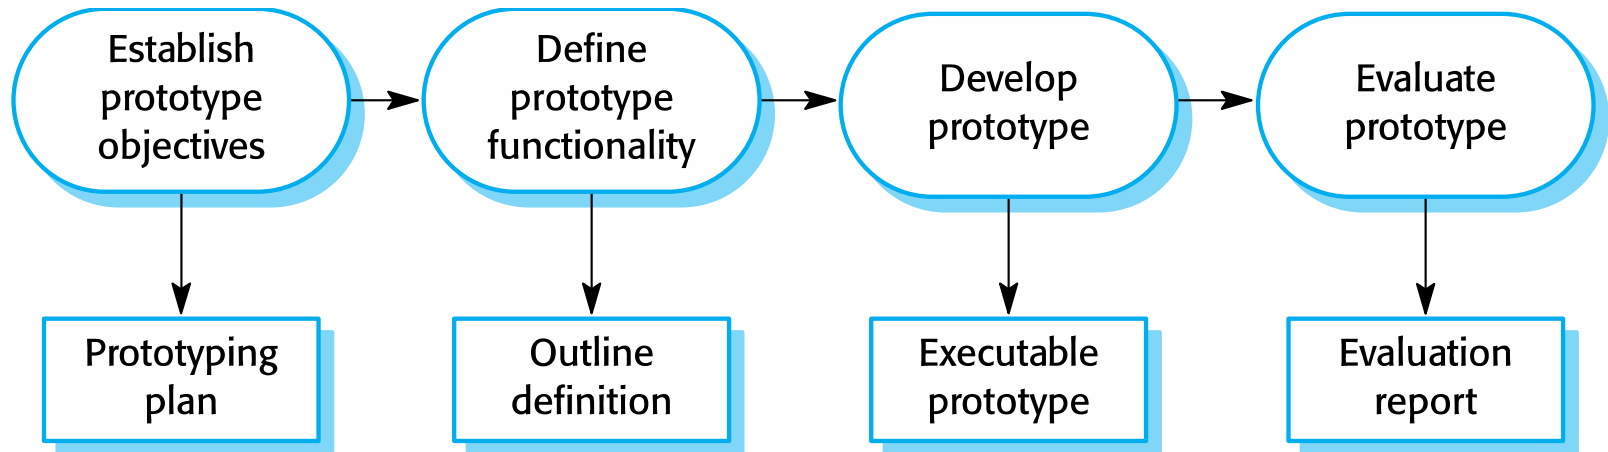 Establish
prototype
objectives
Define
prototype
functionality
Develop
prototype
Evaluate
prototype
Prototyping
plan
Outline
definition
Executable
prototype
Evaluation
report